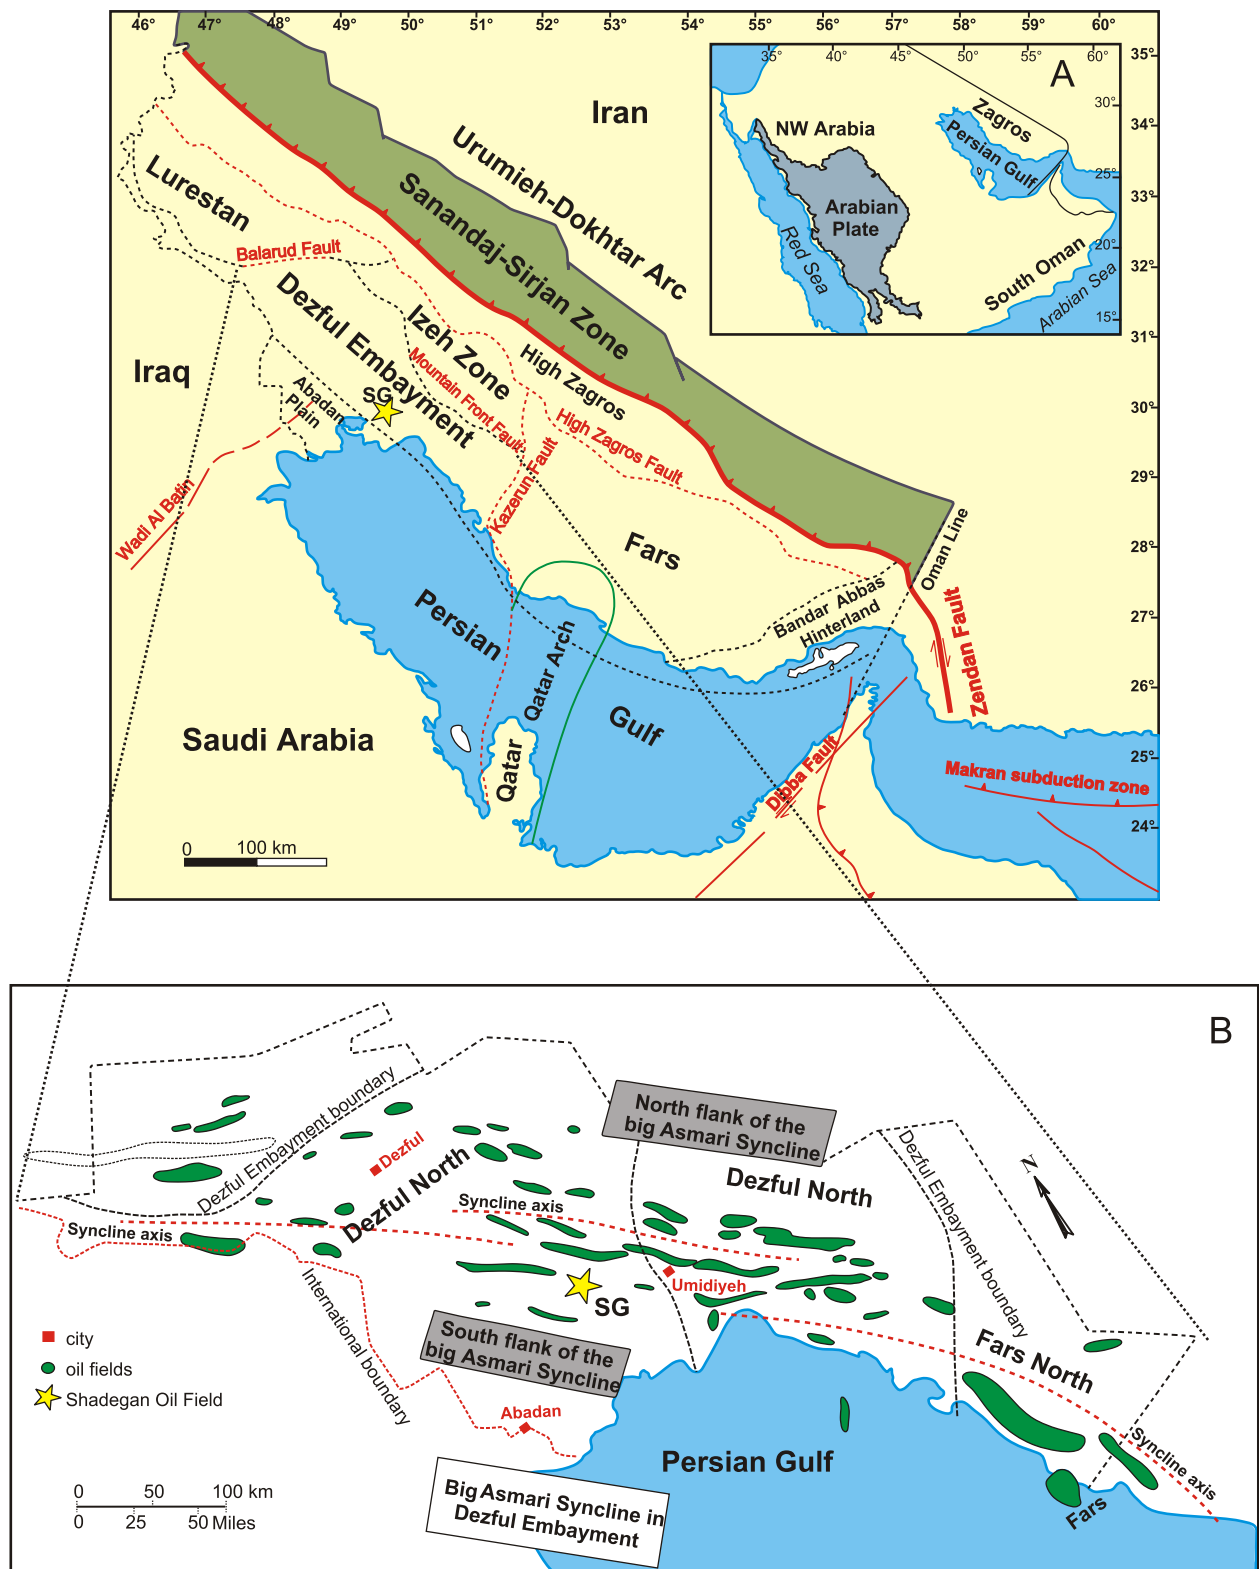 46°
47°
48°
49°
50°
51°
52°
53°
54°
55°
56°
57°
58°
59°
60°
35°
34°
33°
32°
31°
30°
29°
28°
27°
26°
25°
24°
A
35°
40°
45°
50°
55°
60°
30°
25°
20°
15°
NW Arabia
Zagros
Persian Gulf
Arabian
Plate
Red Sea
South Oman
Arabian Sea
Iran
Urumieh-Dokhtar Arc
Sanandaj-Sirjan Zone
Lurestan
Balarud Fault
Dezful Embayment
Izeh Zone
High Zagros
Mountain Front Fault
High Zagros Fault
Kazerun Fault
Iraq
Abadan
Plain
SG
Wadi Al Batin
Fars
Bandar Abbas
Hinterland
Oman Line
Zendan Fault
Persian
Gulf
Qatar Arch
Qatar
Saudi Arabia
Dibba Fault
Makran subduction zone
0 100 km
B
North flank of the
big Asmari Syncline
Dezful Embayment boundary
Dezful
Dezful North
Dezful North
Dezful Embayment boundary
N
Syncline axis
Syncline axis
Umidiyeh
SG
International boundary
South flank of the
big Asmari Syncline
Fars North
city
oil fields
Shadegan Oil Field
Abadan
Persian Gulf
Syncline axis
Fars
0 50 100 km
0 25 50 Miles
Big Asmari Syncline in
Dezful Embayment